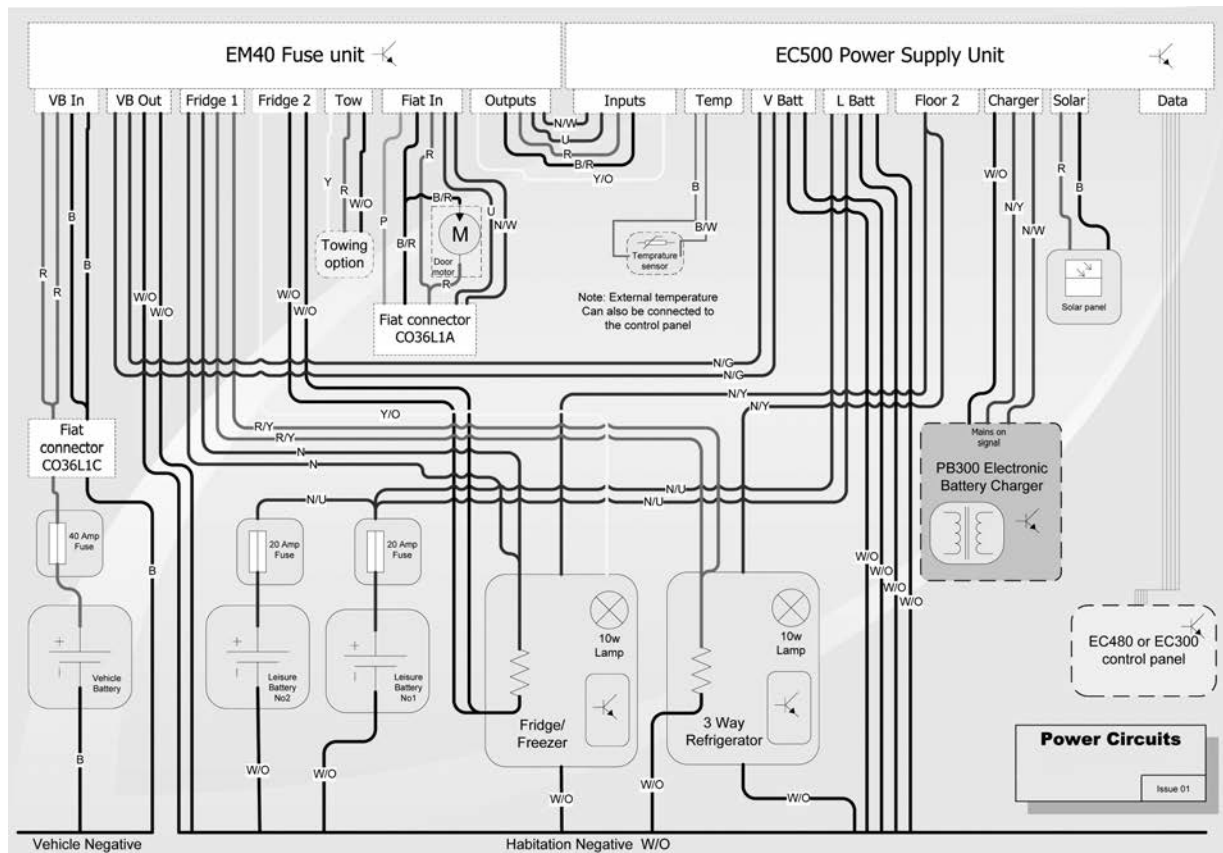 EM40 Fuse unit
EC500 Power Supply Unit
VB In
VB Out
Fridge 1
Fridge 2
Tow
Fiat In
Outputs
Inputs
Temp
V Batt
L Batt
Floor 2
Charger
Solar
Data
N/W
U
R
B/R
Y/O
R
Y
R
W/O
P
B/R
B/R
U
N/W
B
B/W
W/O
N/Y
N/W
R
B
B
B
R
R
Towing
option
M
Door
motor
R
Temprature
sensor
Solar panel
W/O
W/O
W/O
W/O
Note: External temperature
Can also be connected to
the control panel
Fiat connector
CO36L1A
N/G
N/G
N/Y
N/Y
Y/O
R/Y
R/Y
N
N
N/U
N/U
N/U
Fiat
connector
CO36L1C
Mains on
signal
PB300 Electronic
Battery Charger
40 Amp
Fuse
20 Amp
Fuse
20 Amp
Fuse
B
W/O
W/O
W/O
W/O
10w
Lamp
10w
Lamp
EC480 or EC300
control panel
+
Vehicle
Battery
+
Leisure
Battery
No2
+
Leisure
Battery
No1
Fridge/
Freezer
3 Way
Refrigerator
B
W/O
W/O
W/O
W/O
W/O
Power Circuits
Issue 01
Vehicle Negative
Habitation Negative W/O